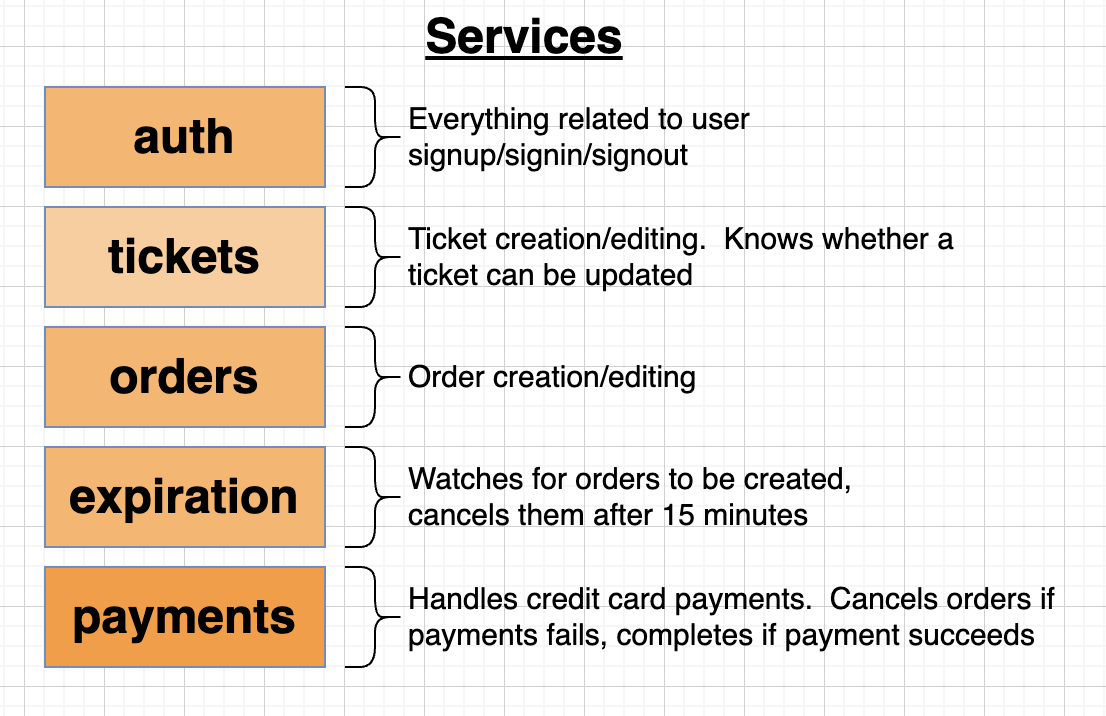 Services
auth
Everything related to user
signup/signin/signout
tickets
Ticket creation/editing.  Knows whether a
ticket can be updated
orders
Order creation/editing
expiration
Watches for orders to be created,
cancels them after 15 minutes
payments
Handles credit card payments.  Cancels orders if
payments fails, completes if payment succeeds